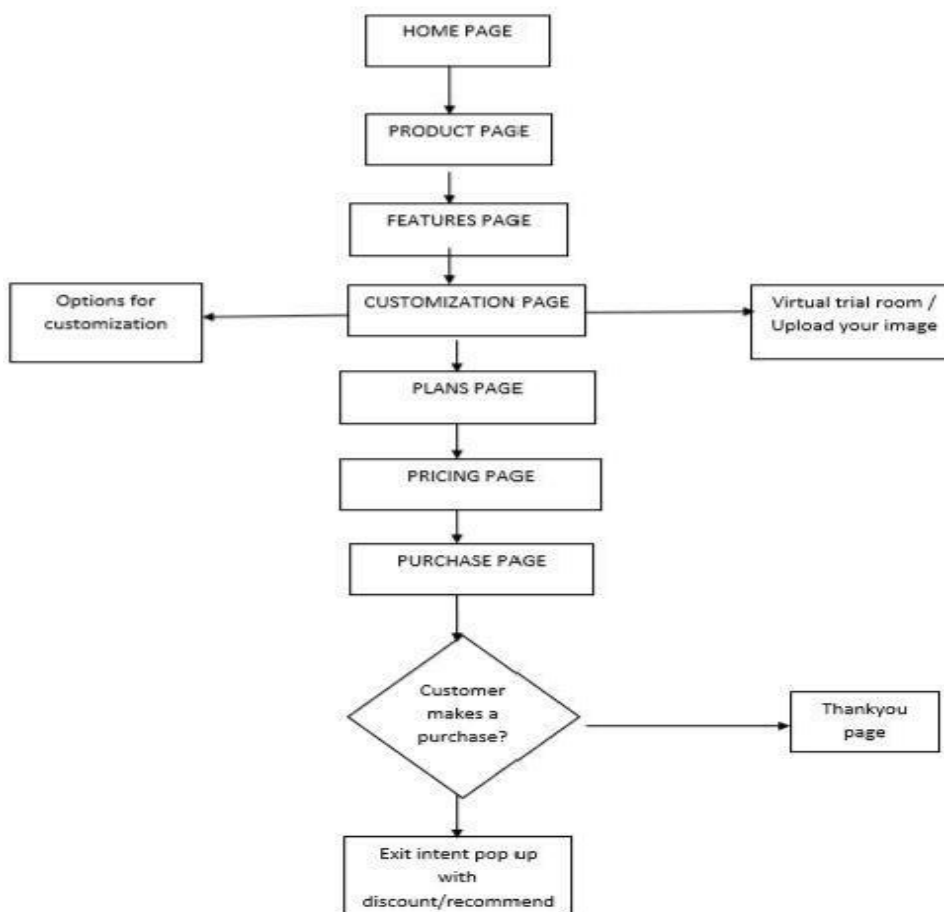 HOME PAGE
PRODUCT PAGE
FEATURES PAGE
Options for
customization
CUSTOMIZATION PAGE
Virtual trial room /
Upload your image
PLANS PAGE
PRICING PAGE
PURCHASE PAGE
Customer
makes a
purchase?
Thankyou
page
Exit intent pop up
with
discount/recommend